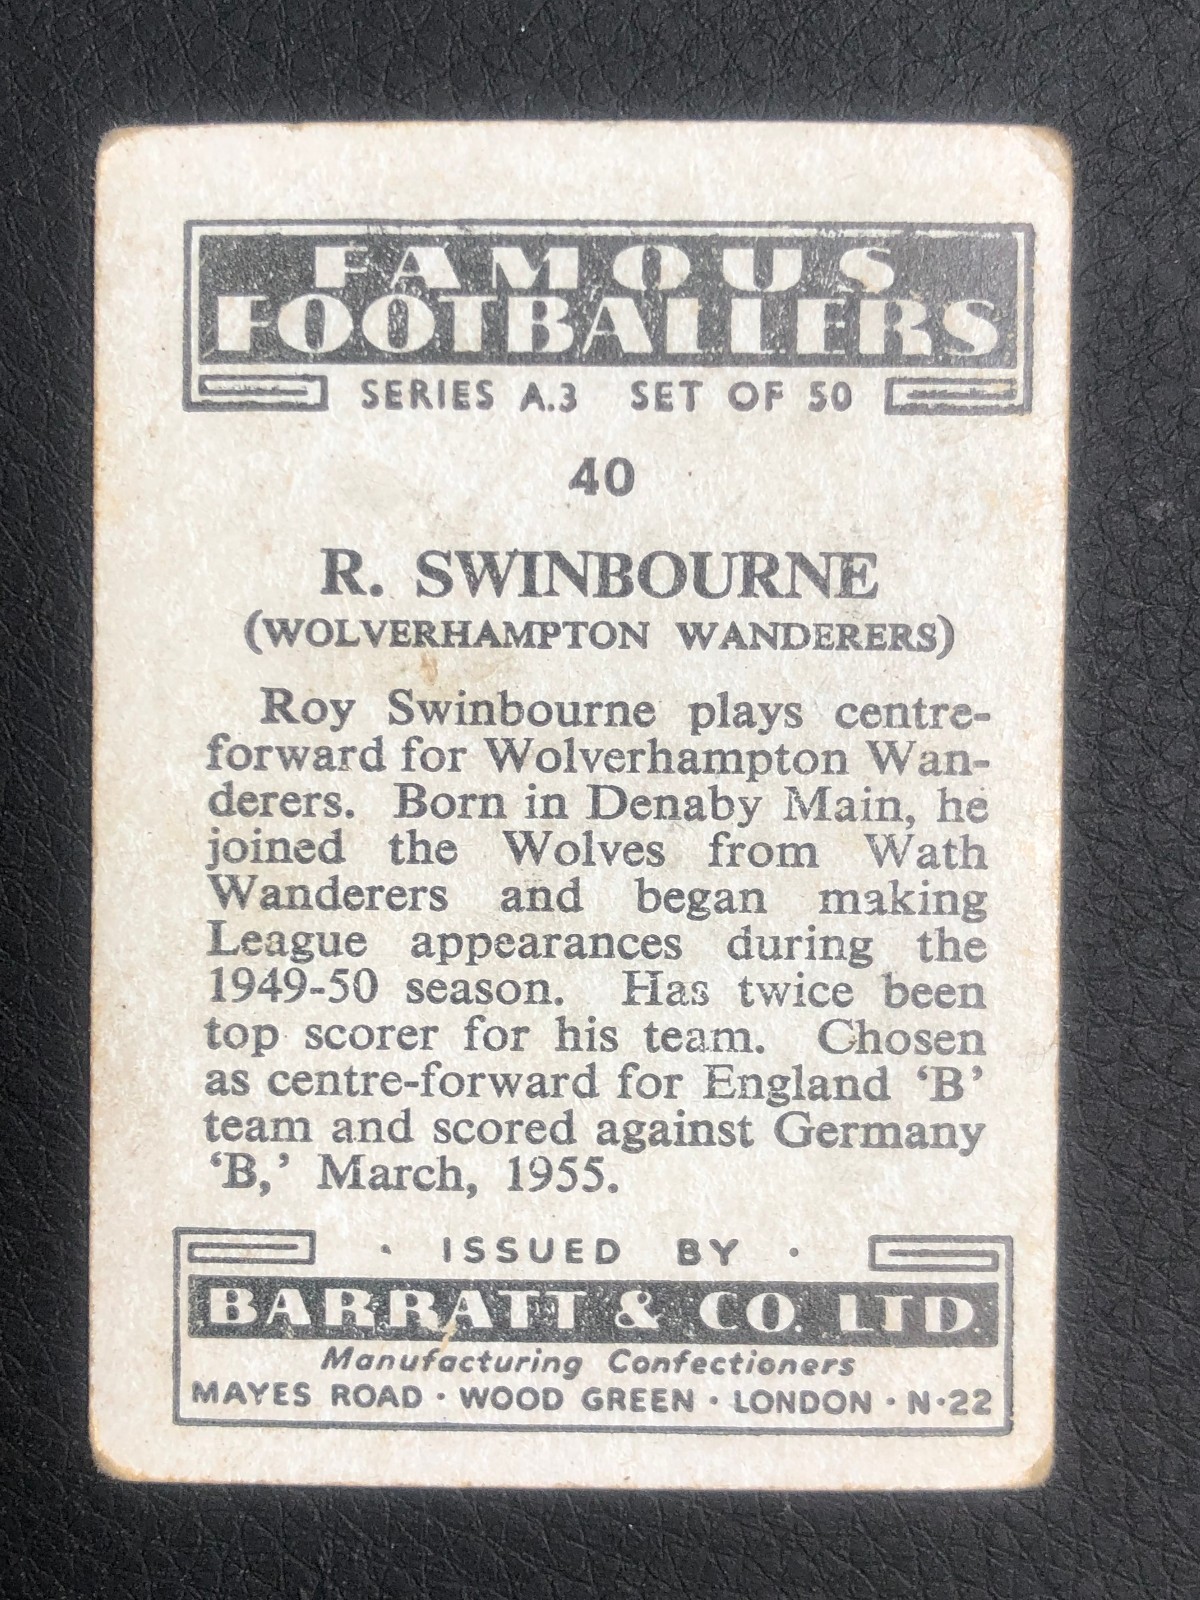 FAMOUS
FOOTBALLERS
SERIES A.3 SET OF 50
40
R. SWINBOURNE
(WOLVERHAMPTON WANDERERS)
Roy Swinbourne plays centre-
forward for Wolverhampton Wan-
derers. Born in Denaby Main, he
joined the Wolves from Wath
Wanderers and began making
League appearances during the
1949-50 season. Has twice been
top scorer for his team. Chosen
as centre-forward for England ‘B’
team and scored against Germany
‘B,’ March, 1955.
· ISSUED BY ·
BARRATT & CO. LTD.
Manufacturing Confectioners
MAYES ROAD · WOOD GREEN · LONDON · N·22